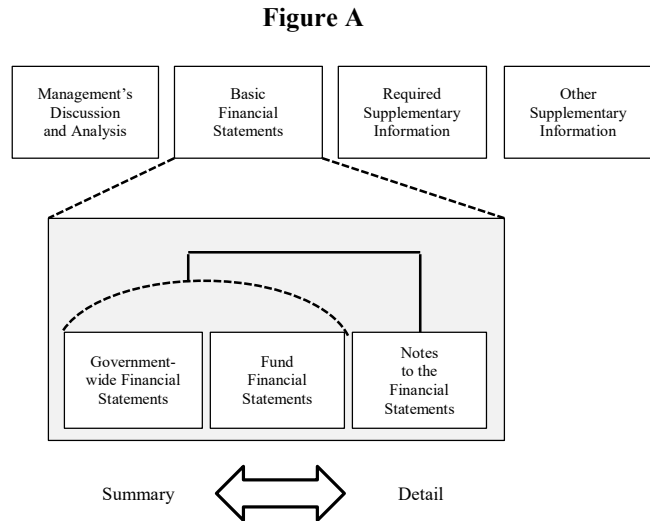 Figure A
Management's
Discussion
and Analysis
Basic
Financial
Statements
Required
Supplementary
Information
Other
Supplementary
Information
Government-
wide Financial
Statements
Fund
Financial
Statements
Notes
to the
Financial
Statements
Summary
Detail